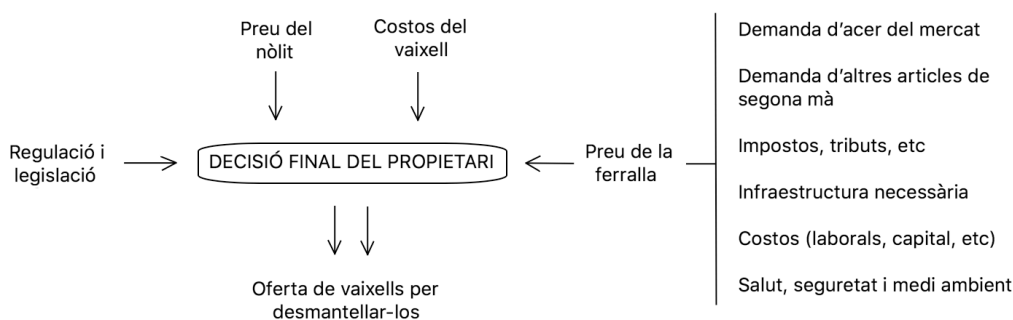 Preu del
nòlit
Costos del
vaixell
Regulació i
legislació
DECISIÓ FINAL DEL PROPIETARI
Preu de la
ferralla
Demanda d’acer del mercat
Demanda d’altres articles de
segona mà
Impostos, tributs, etc
Infraestructura necessària
Costos (laborals, capital, etc)
Salut, seguretat i medi ambient
Oferta de vaixells per
desmantellar-los